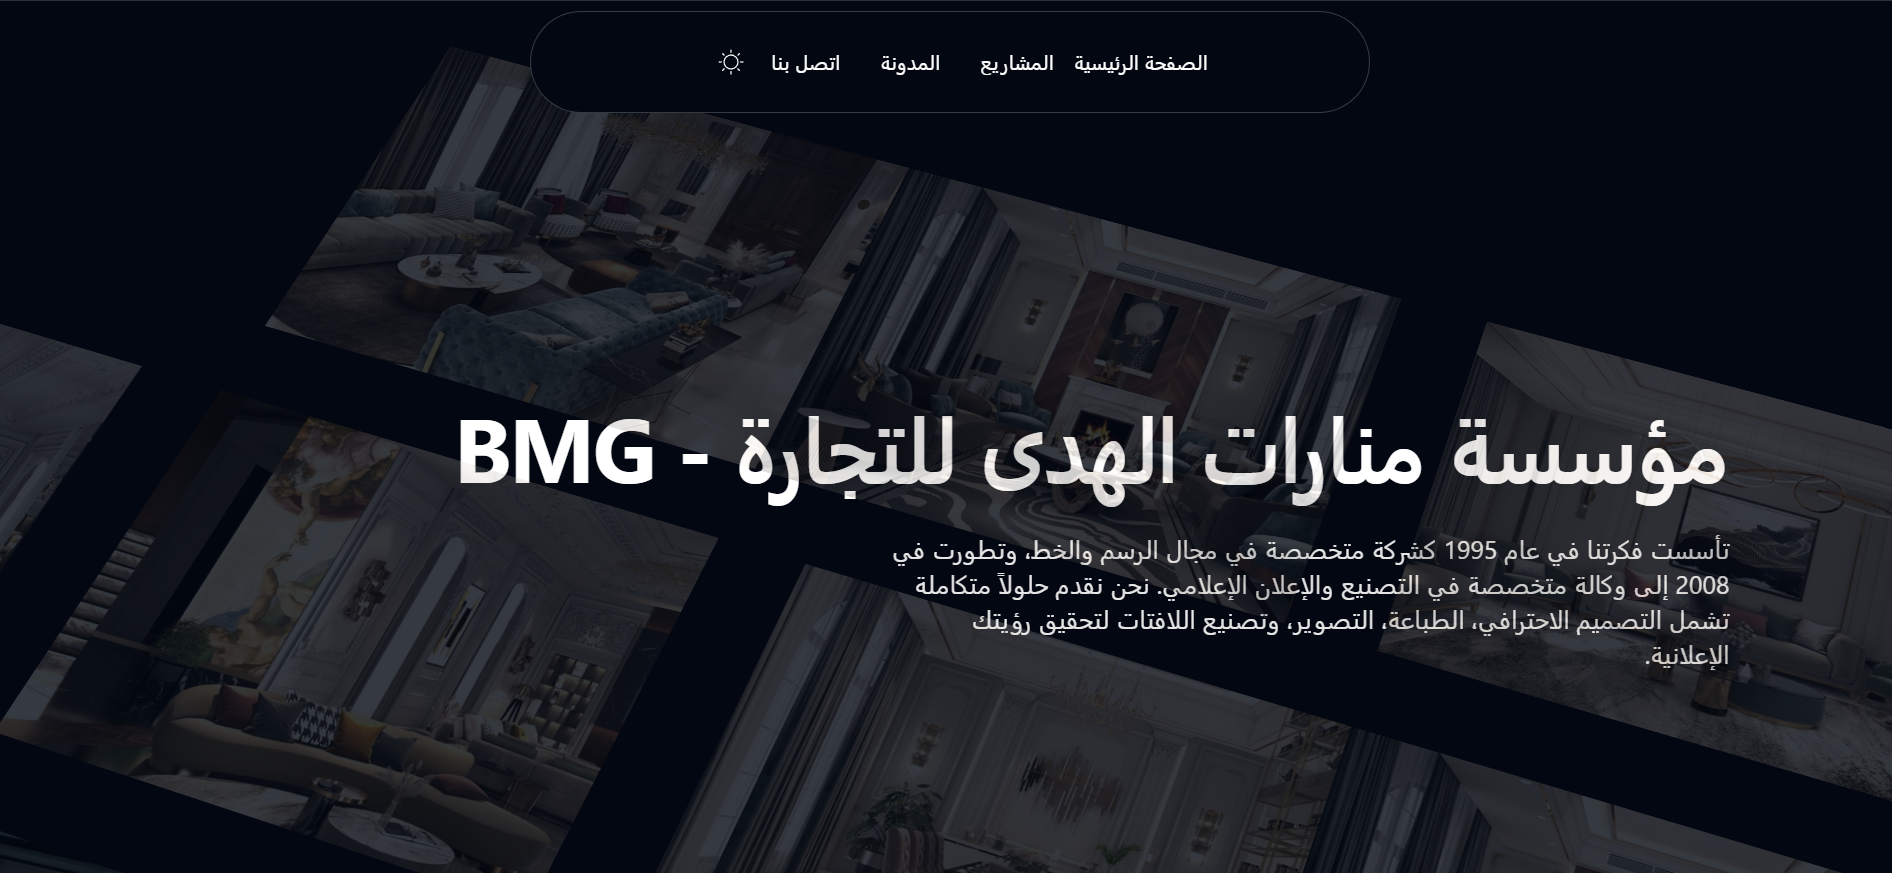 الصفحة الرئيسية
المشاريع
المدونة
اتصل بنا
مؤسسة منارات الهدى للتجارة - BMG
تأسست فكرتنا في عام 1995 كشركة متخصصة في مجال الرسم والخط، وتطورت في
2008 إلى وكالة متخصصة في التصنيع والإعلان الإعلامي. نحن نقدم حلولاً متكاملة
تشمل التصميم الاحترافي، الطباعة، التصوير، وتصنيع اللافتات لتحقيق رؤيتك
الإعلانية.